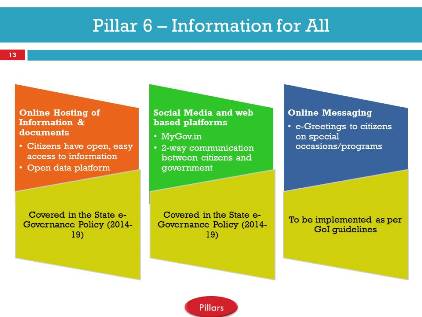 Pillar 6 – Information for All
13
Online Hosting of
Information &
documents
• Citizens have open, easy
access to information
• Open data platform
Social Media and web
based platforms
• MyGov.in
• 2-way communication
between citizens and
government
Online Messaging
• e-Greetings to citizens
on special
occasions/programs
Covered in the State e-
Governance Policy (2014-
19)
Covered in the State e-
Governance Policy (2014-
19)
To be implemented as per
GoI guidelines
Pillars